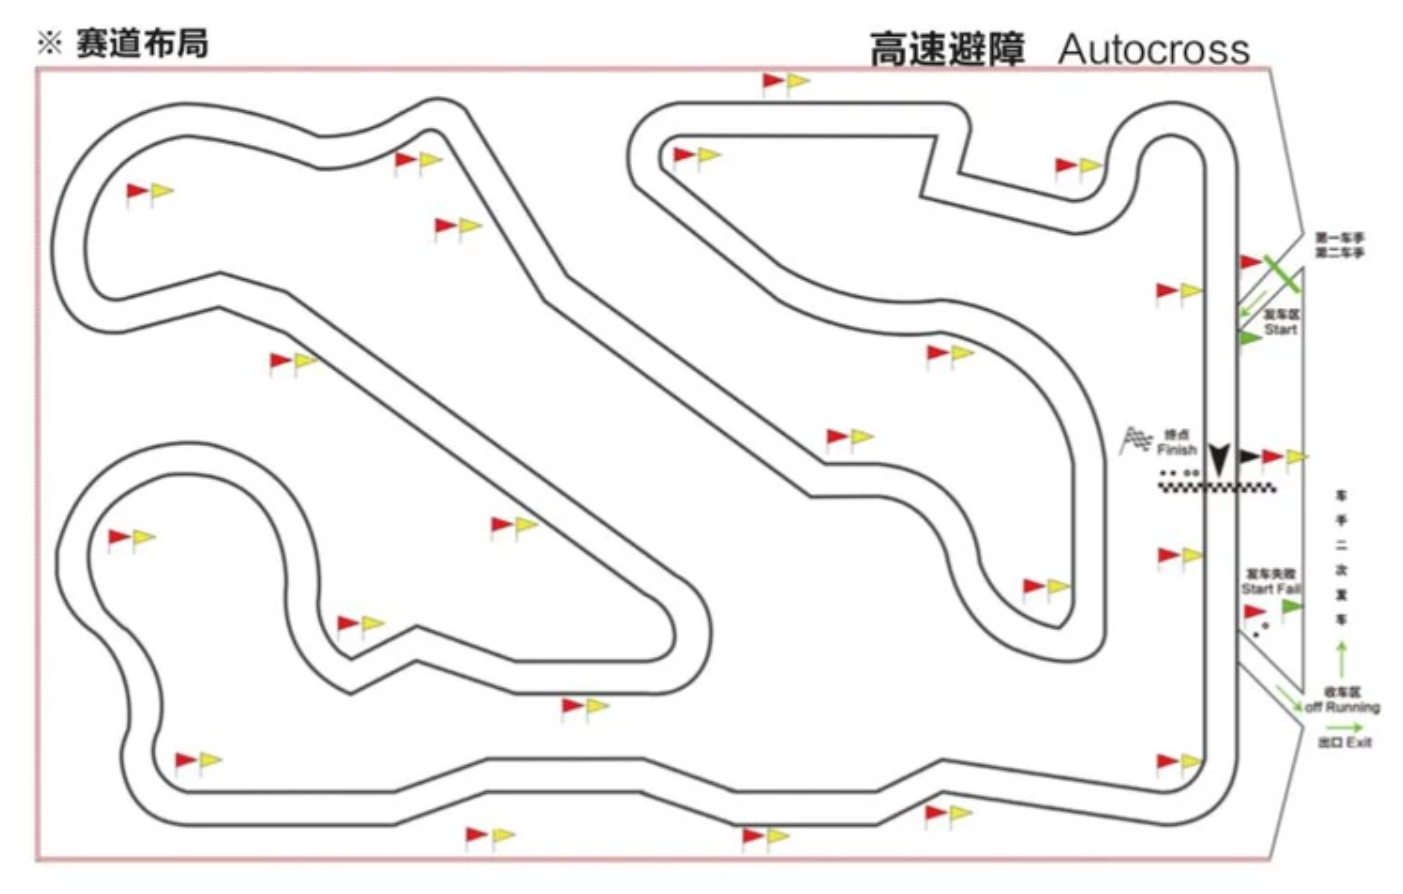 ※ 赛道布局
高速避障 Autocross
第一车手
第二车手
发车区
Start
终点
Finish
车手二次发车
发车失败
Start Fail
收车区
off Running
出口 Exit